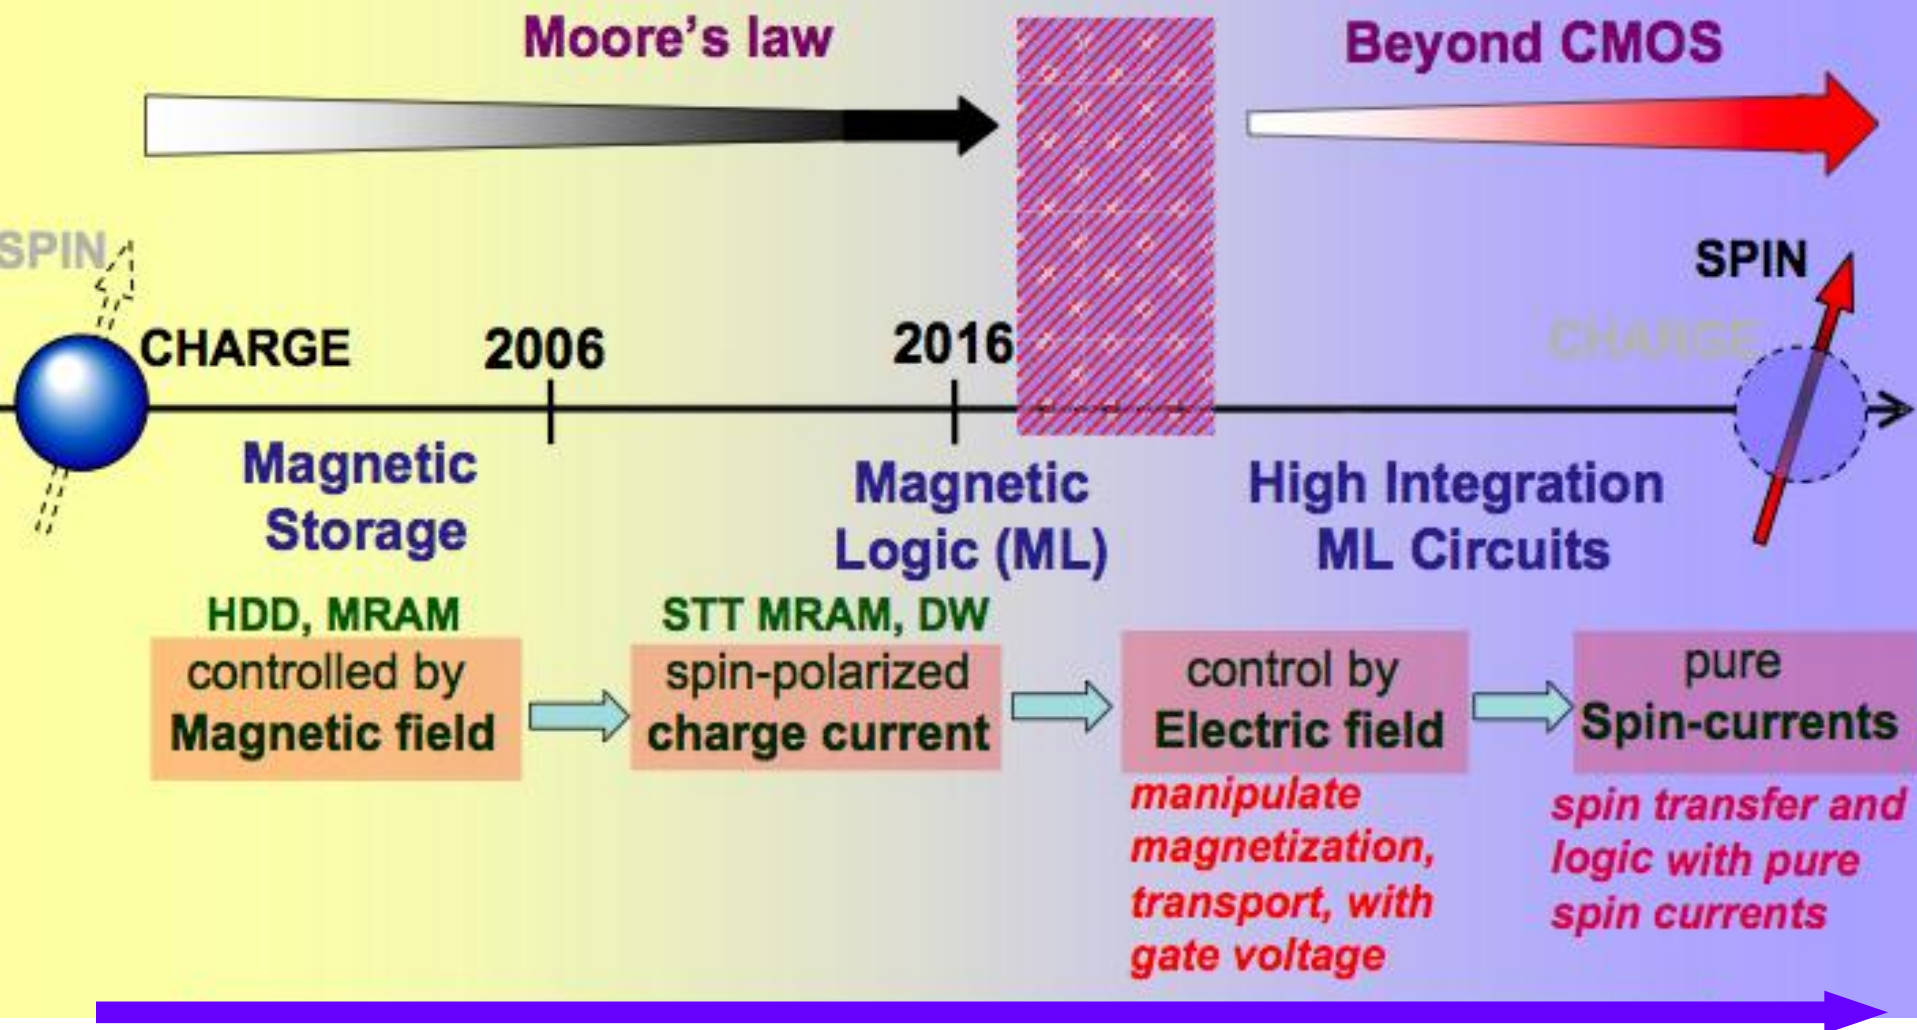 Moore's law
Beyond CMOS
SPIN
SPIN
CHARGE
2006
2016
CHARGE
Magnetic
Storage
Magnetic
Logic (ML)
High Integration
ML Circuits
HDD, MRAM
controlled by
Magnetic field
STT MRAM, DW
spin-polarized
charge current
control by
Electric field
manipulate
magnetization,
transport, with
gate voltage
pure
Spin-currents
spin transfer and
logic with pure
spin currents